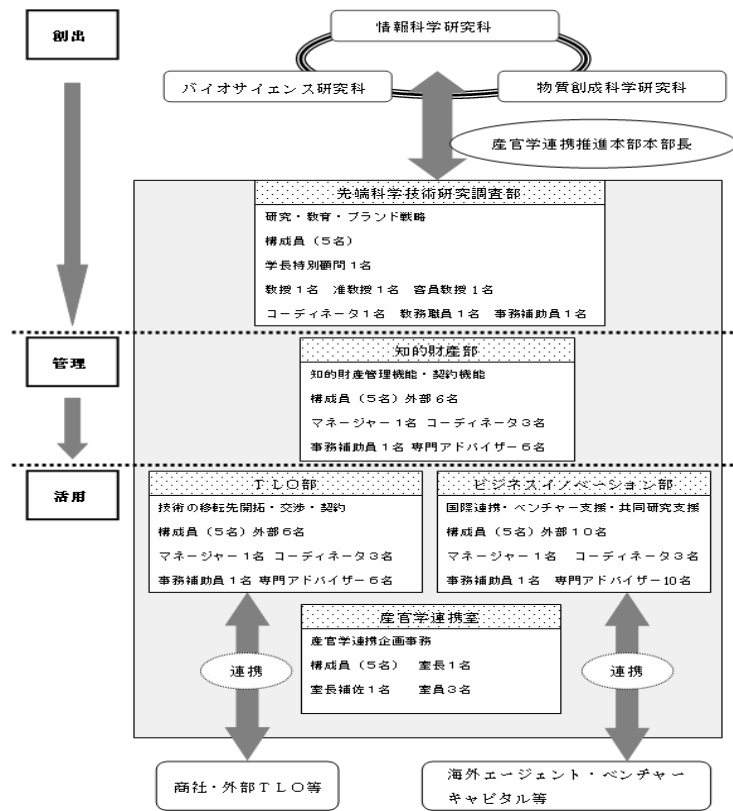 創出
情報科学研究科
バイオサイエンス研究科
物質創成科学研究科
産官学連携推進本部本部長
先端科学技術研究調査部
研究・教育・ブランド戦略
構成員（5名）
学長特別顧問1名
教授1名 准教授1名 客員教授1名
コーディネータ1名 教務職員1名 事務補助員1名
管理
知的財産部
知的財産管理機能・契約機能
構成員（5名）外部6名
マネージャー1名 コーディネータ3名
事務補助員1名 専門アドバイザー6名
活用
ＴＬＯ部
技術の移転先開拓・交渉・契約
構成員（5名）外部6名
マネージャー1名 コーディネータ3名
事務補助員1名 専門アドバイザー6名
ビジネスイノベーション部
国際連携・ベンチャー支援・共同研究支援
構成員（5名）外部10名
マネージャー1名 コーディネータ3名
事務補助員1名 専門アドバイザー10名
産官学連携室
産官学連携企画事務
構成員（5名） 室長1名
室長補佐1名 室員3名
連携
連携
商社・外部ＴＬＯ等
海外エージェント・ベンチャー
キャピタル等